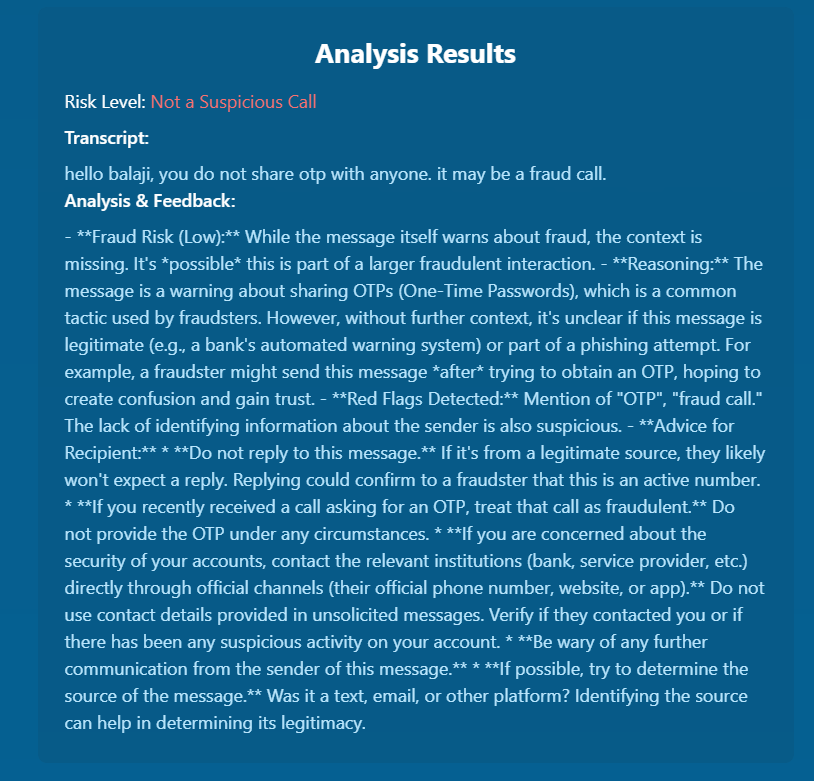 Analysis Results
Risk Level: Not a Suspicious Call
Transcript:
hello balaji, you do not share otp with anyone. it may be a fraud call.
Analysis & Feedback:
- **Fraud Risk (Low):** While the message itself warns about fraud, the context is
missing. It's *possible* this is part of a larger fraudulent interaction. - **Reasoning:** The
message is a warning about sharing OTPs (One-Time Passwords), which is a common
tactic used by fraudsters. However, without further context, it's unclear if this message is
legitimate (e.g., a bank's automated warning system) or part of a phishing attempt. For
example, a fraudster might send this message *after* trying to obtain an OTP, hoping to
create confusion and gain trust. - **Red Flags Detected:** Mention of "OTP", "fraud call."
The lack of identifying information about the sender is also suspicious. - **Advice for
Recipient:** * **Do not reply to this message.** If it's from a legitimate source, they likely
won't expect a reply. Replying could confirm to a fraudster that this is an active number.
* **If you recently received a call asking for an OTP, treat that call as fraudulent.** Do
not provide the OTP under any circumstances. * **If you are concerned about the
security of your accounts, contact the relevant institutions (bank, service provider, etc.)
directly through official channels (their official phone number, website, or app).** Do not
use contact details provided in unsolicited messages. Verify if they contacted you or if
there has been any suspicious activity on your account. * **Be wary of any further
communication from the sender of this message.** * **If possible, try to determine the
source of the message.** Was it a text, email, or other platform? Identifying the source
can help in determining its legitimacy.